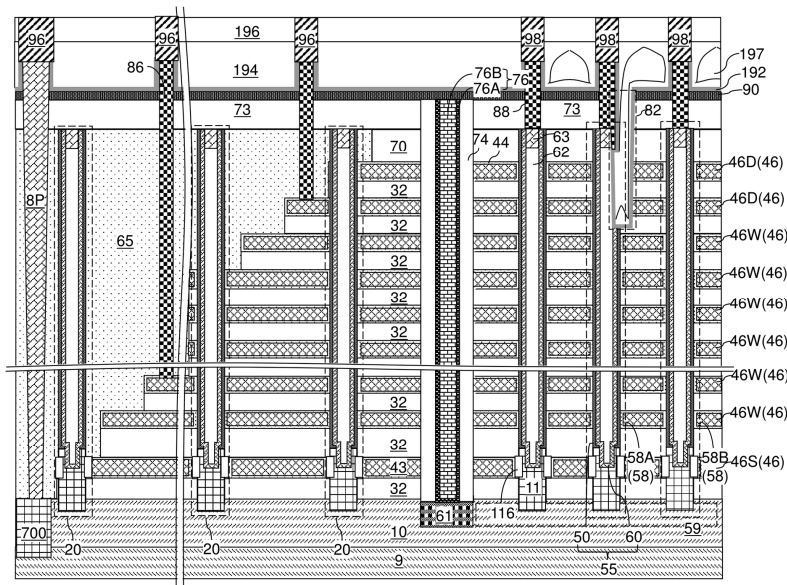 96 96 96 196 98 98 98
86 194 76B 76 197
76A 192
90
73 88 73 82
63 74 44 62 70
46D(46)
32
8P 46D(46)
32
65 46W(46)
32
46W(46)
32
46W(46)
32
46W(46)
32
46W(46)
46W(46)
32
32 58A 58B
43 (58) (58) 46S(46)
11
32 116
700 61 59
20 20 10 20 50 60
9 55